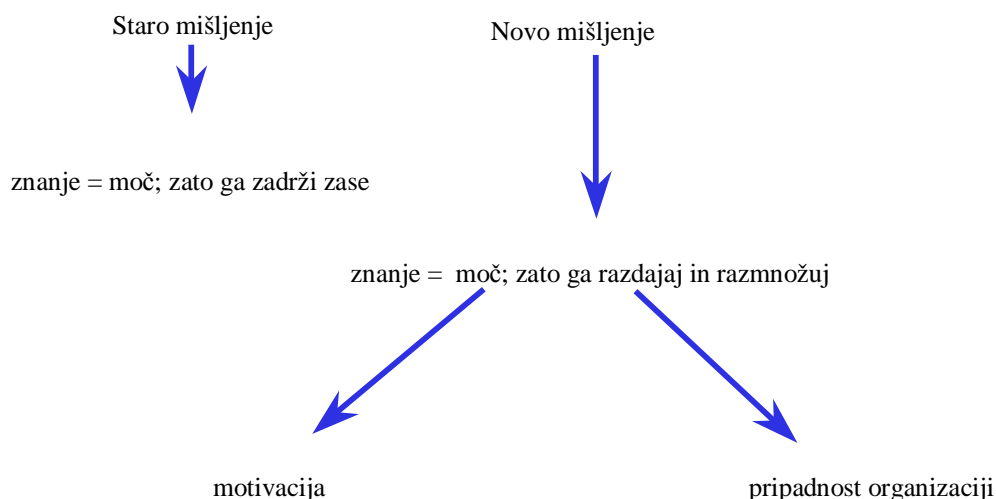 Staro mišljenje
Novo mišljenje
znanje = moč; zato ga zadrži zase
znanje =  moč; zato ga razdajaj in razmnožuj
motivacija
pripadnost organizaciji